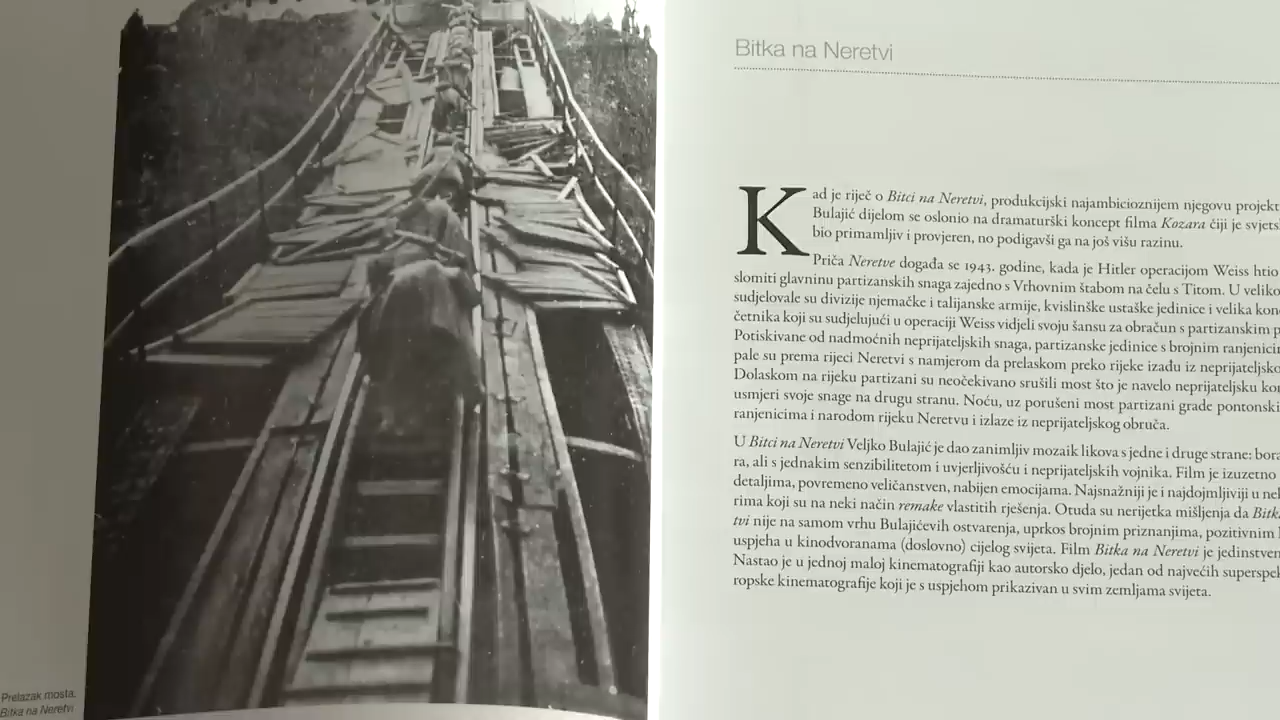 Bitka na Neretvi
Kad je riječ o Bitci na Neretvi, produkcijski najambicioznijem njegovu projekt
Bulajić dijelom se oslonio na dramaturški koncept filma Kozara čiji je svjets
bio primamljiv i provjeren, no podigavši ga na još višu razinu.
Priča Neretve događa se 1943. godine, kada je Hitler operacijom Weiss htio
slomiti glavninu partizanskih snaga zajedno s Vrhovnim štabom na čelu s Titom. U veliko
sudjelovale su divizije njemačke i talijanske armije, kvislinške ustaške jedinice i velika kon
četnika koji su sudjelujući u operaciji Weiss vidjeli svoju šansu za obračun s partizanskim p
Potiskivane od nadmoćnih neprijateljskih snaga, partizanske jedinice s brojnim ranjenici
pale su prema rijeci Neretvi s namjerom da prelaskom preko rijeke izađu iz neprijateljsko
Dolaskom na rijeku partizani su neočekivano srušili most što je navelo neprijateljsku kon
usmjeri svoje snage na drugu stranu. Noću, uz porušeni most partizani grade pontonski
ranjenicima i narodom rijeku Neretvu i izlaze iz neprijateljskog obruča.
U Bitci na Neretvi Veljko Bulajić je dao zanimljiv mozaik likova s jedne i druge strane: bora
ra, ali s jednakim senzibilitetom i uvjerljivošću i neprijateljskih vojnika. Film je izuzetno
detaljima, povremeno veličanstven, nabijen emocijama. Najsnažniji je i najdojmljiviji u nek
rima koji su na neki način remake vlastitih rješenja. Otuda su nerijetka mišljenja da Bitka
tvi nije na samom vrhu Bulajićevih ostvarenja, uprkos brojnim priznanjima, pozitivnim
uspjeha u kinodvoranama (doslovno) cijelog svijeta. Film Bitka na Neretvi je jedinstven
Nastao je u jednoj maloj kinematografiji kao autorsko djelo, jedan od najvećih superspek
ropske kinematografije koji je s uspjehom prikazivan u svim zemljama svijeta.
Prelazak mosta,
Bitka na Neretvi